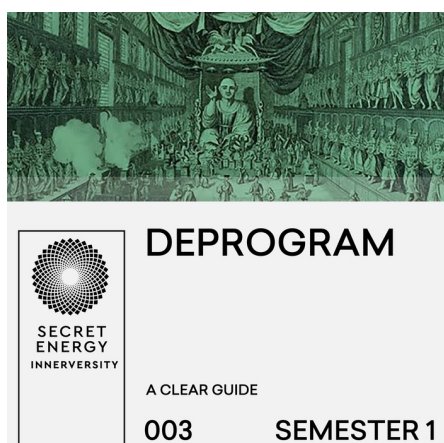 DEPROGRAM
SECRET
ENERGY
INNERVERSITY
A CLEAR GUIDE
003 SEMESTER 1